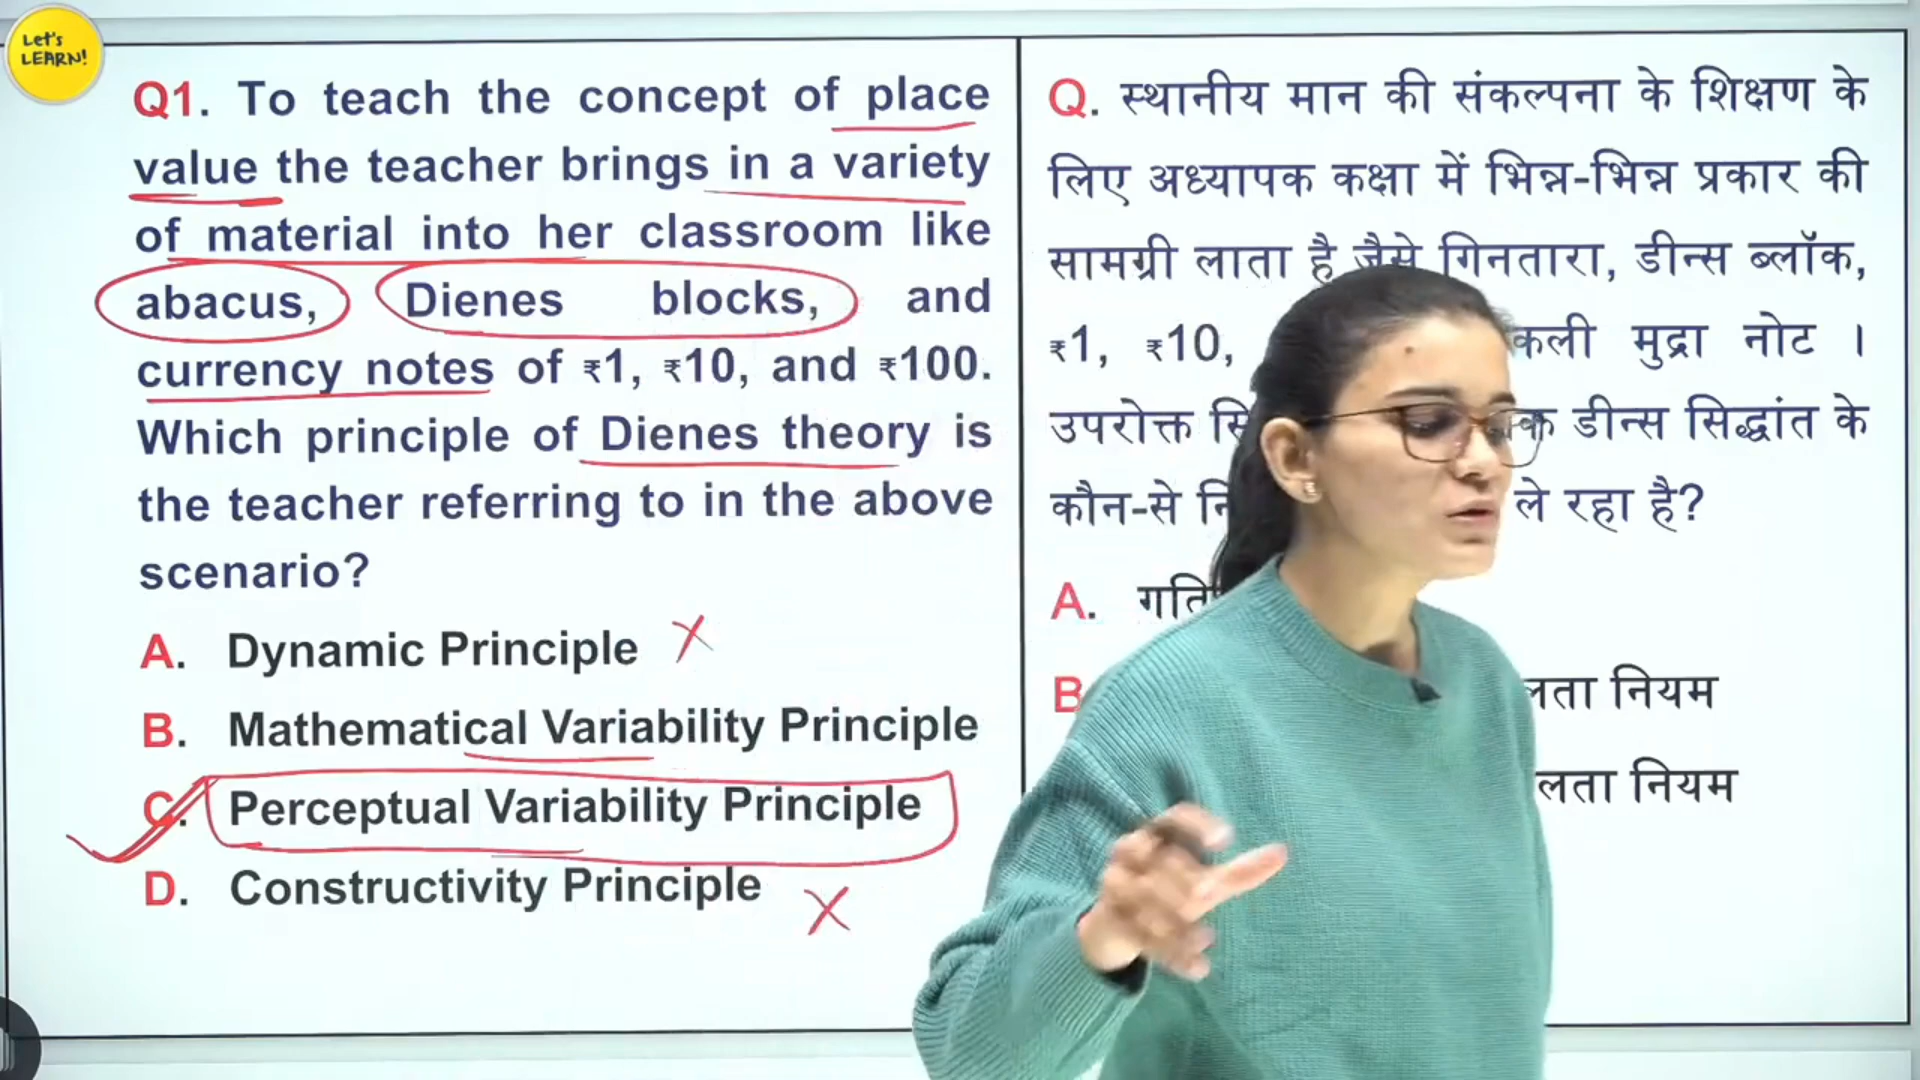 Let's
LEARN!
Q1. To teach the concept of place
value the teacher brings in a variety
of material into her classroom like
abacus, Dienes blocks, and
currency notes of ₹1, ₹10, and ₹100.
Which principle of Dienes theory is
the teacher referring to in the above
scenario?
A. Dynamic Principle
B. Mathematical Variability Principle
C. Perceptual Variability Principle
D. Constructivity Principle
Q. स्थानीय मान की संकल्पना के शिक्षण के
लिए अध्यापक कक्षा में भिन्न-भिन्न प्रकार की
सामग्री लाता है जैसे गिनतारा, डीन्स ब्लॉक,
₹1, ₹10, मुद्रा नोट ।
उपरोक्त डीन्स सिद्धांत के
कौन-से ले रहा है?
A.
B नियम
नियम